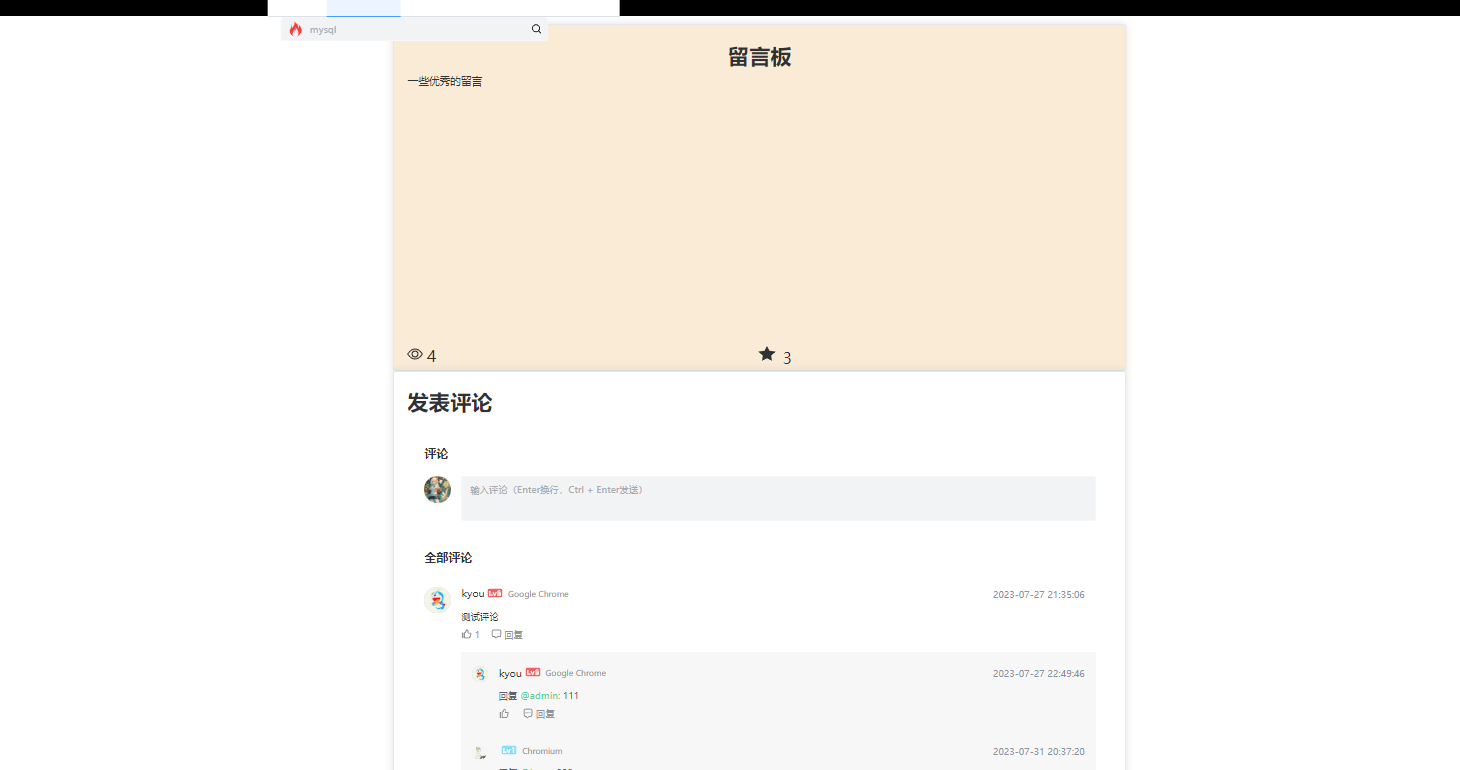 mysql
留言板
一些优秀的留言
4
3
发表评论
评论
输入评论（Enter换行、Ctrl + Enter发送）
全部评论
kyou Lv6 Google Chrome 2023-07-27 21:35:06
测试评论
1 回复
kyou Lv6 Google Chrome 2023-07-27 22:49:46
回复 @admin: 111
回复
Chromium 2023-07-31 20:37:20